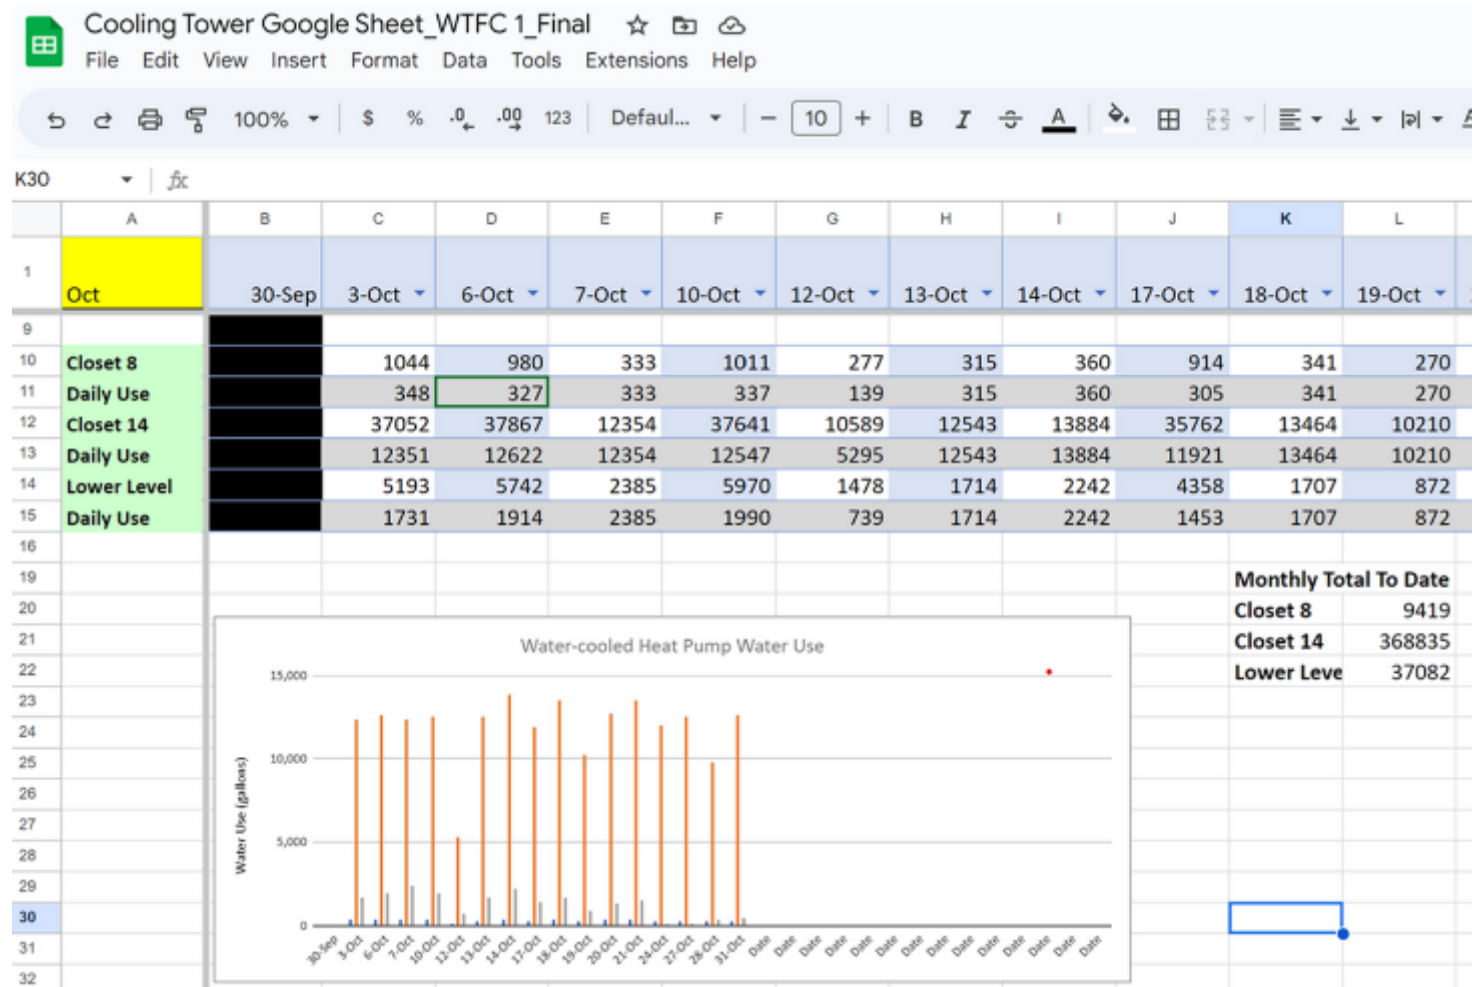 Cooling Tower Google Sheet_WTFC 1_Final
File Edit View Insert Format Data Tools Extensions Help
100% $ % .0 .00 123 Defaul... − 10 + B I A
K30 fx
A B C D E F G H I J K L
1 Oct 30-Sep 3-Oct 6-Oct 7-Oct 10-Oct 12-Oct 13-Oct 14-Oct 17-Oct 18-Oct 19-Oct
9
10 Closet 8 1044 980 333 1011 277 315 360 914 341 270
11 Daily Use 348 327 333 337 139 315 360 305 341 270
12 Closet 14 37052 37867 12354 37641 10589 12543 13884 35762 13464 10210
13 Daily Use 12351 12622 12354 12547 5295 12543 13884 11921 13464 10210
14 Lower Level 5193 5742 2385 5970 1478 1714 2242 4358 1707 872
15 Daily Use 1731 1914 2385 1990 739 1714 2242 1453 1707 872
16
19 Monthly Total To Date
20 Closet 8 9419
21 Closet 14 368835
22 Lower Leve 37082
23
24
25
26
27
28
29
30
31
32
Water-cooled Heat Pump Water Use
Water Use (gallons)
15,000
10,000
5,000
0
30-Sep 3-Oct 6-Oct 7-Oct 10-Oct 12-Oct 13-Oct 14-Oct 17-Oct 18-Oct 19-Oct 20-Oct 21-Oct 24-Oct 27-Oct 28-Oct 31-Oct Date Date Date Date Date Date Date Date Date Date Date Date Date Date